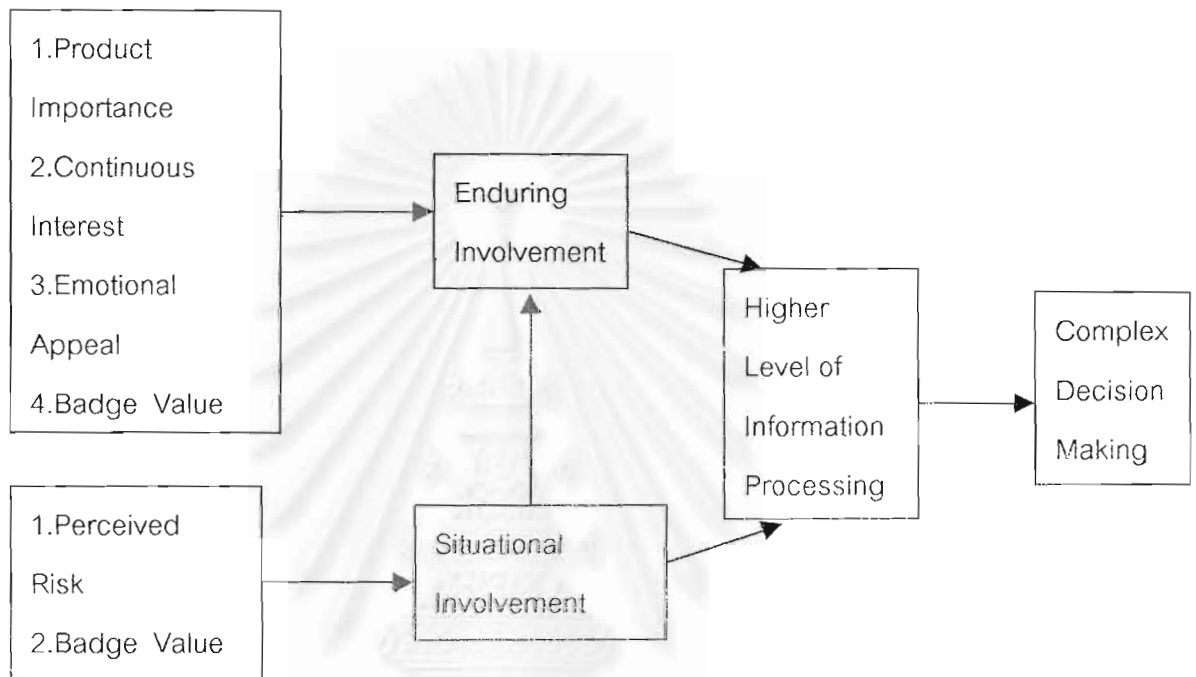 1.Product
Importance
2.Continuous
Interest
3.Emotional
Appeal
4.Badge Value
Enduring
Involvement
Higher
Level of
Information
Processing
Complex
Decision
Making
1.Perceived
Risk
2.Badge Value
Situational
Involvement